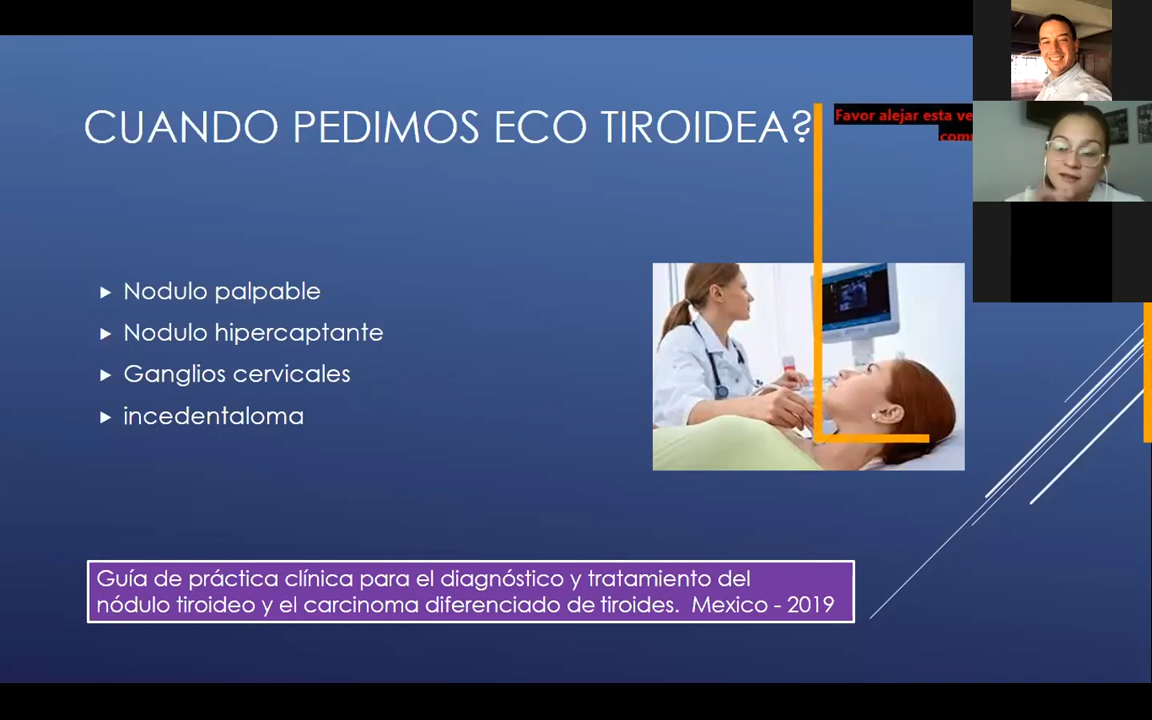 CUANDO PEDIMOS ECO TIROIDEA?
Favor alejar esta
Nodulo palpable
Nodulo hipercaptante
Ganglios cervicales
incedentaloma
Guía de práctica clínica para el diagnóstico y tratamiento del
nódulo tiroideo y el carcinoma diferenciado de tiroides. Mexico - 2019